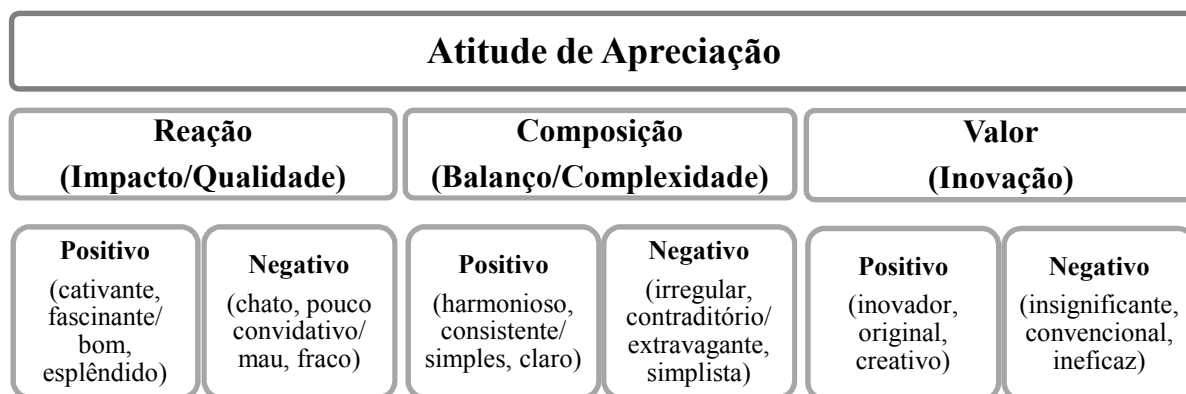 Atitude de Apreciação
Reação
(Impacto/Qualidade)
Composição
(Balanço/Complexidade)
Valor
(Inovação)
Positivo
(cativante,
fascinante/
bom,
esplêndido)
Negativo
(chato, pouco
convidativo/
mau, fraco)
Positivo
(harmonioso,
consistente/
simples, claro)
Negativo
(irregular,
contraditório/
extravagante,
simplista)
Positivo
(inovador,
original,
creativo)
Negativo
(insignificante,
convencional,
ineficaz)